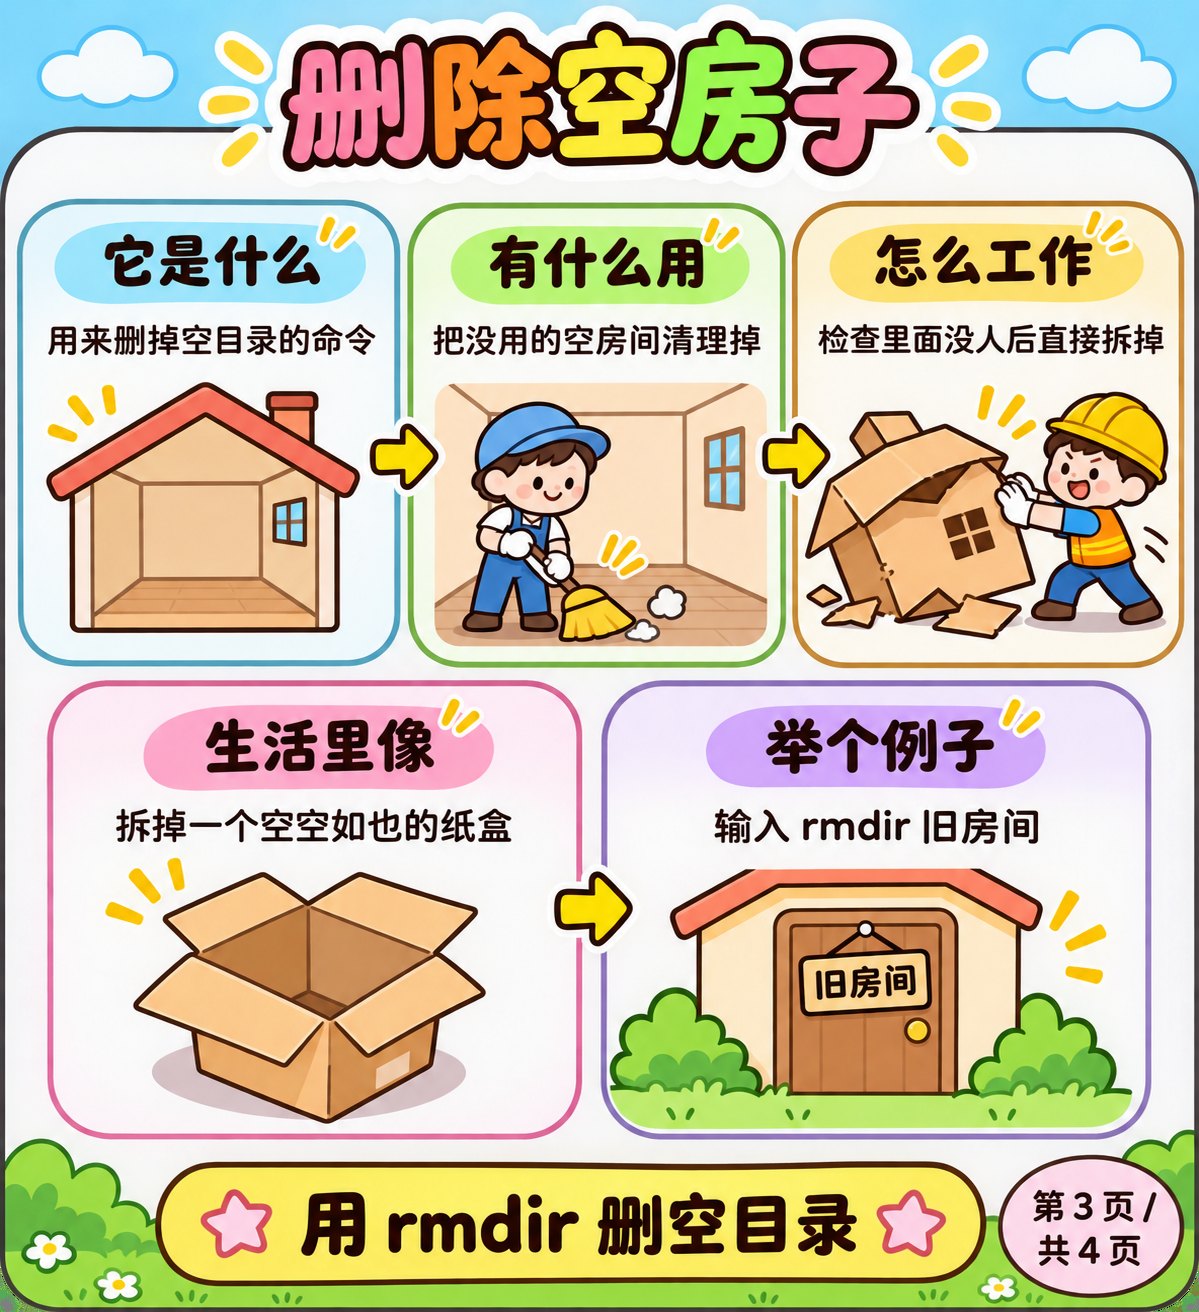 删除空房子
它是什么
用来删掉空目录的命令
有什么用
把没用的空房间清理掉
怎么工作
检查里面没人后直接拆掉
生活里像
拆掉一个空空如也的纸盒
举个例子
输入 rmdir 旧房间
旧房间
用 rmdir 删空目录
第 3 页 /
共 4 页